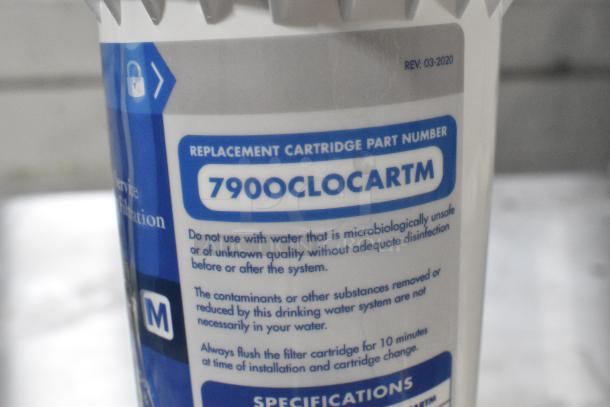 REV: 03-2020
REPLACEMENT CARTRIDGE PART NUMBER
7900CLOCARTM
Do not use with water that is microbiologically unsafe
or of unknown quality without adequate disinfection
before or after the system.
The contaminants or other substances removed or
reduced by this drinking water system are not
necessarily in your water.
Always flush the filter cartridge for 10 minutes
at time of installation and cartridge change.
SPECIFICATIONS
M